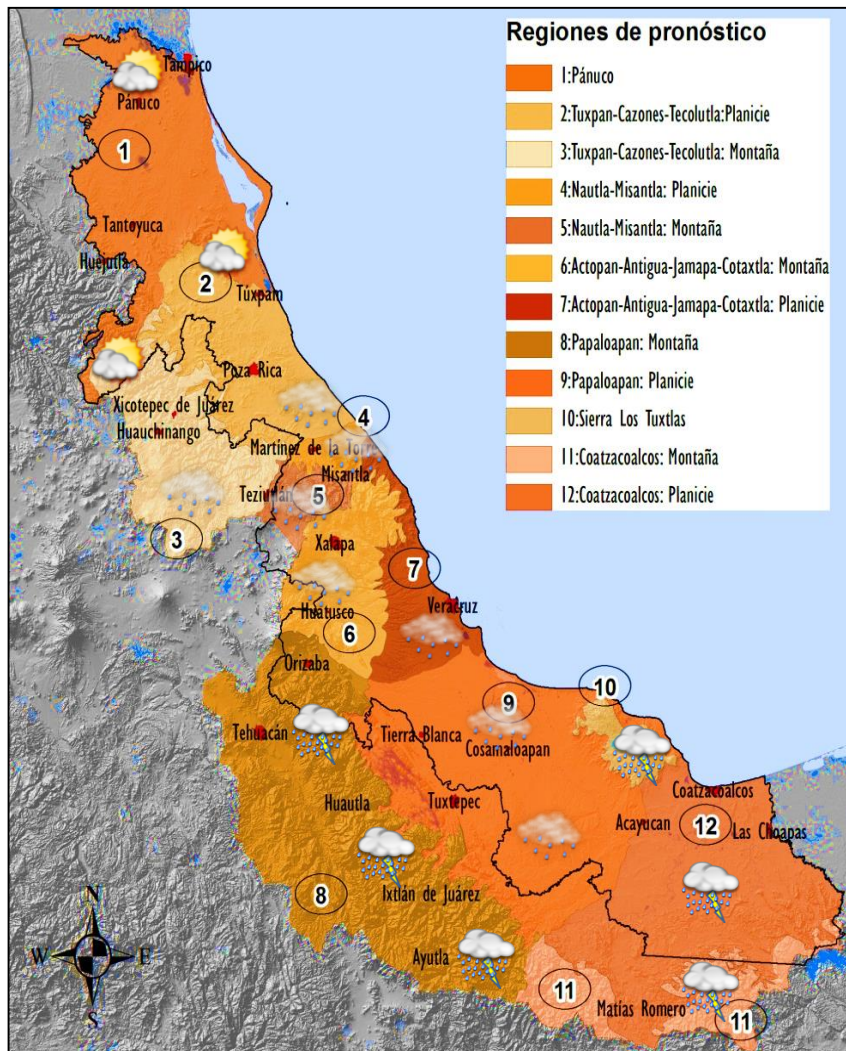 Regiones de pronóstico
1:Pánuco
2:Tuxpan-Cazones-Tecolutla:Planicie
3:Tuxpan-Cazones-Tecolutla: Montaña
4:Nautla-Misantla: Planicie
5:Nautla-Misantla: Montaña
6:Actopan-Antigua-Jamapa-Cotaxtla: Montaña
7:Actopan-Antigua-Jamapa-Cotaxtla: Planicie
8:Papaloapan: Montaña
9:Papaloapan: Planicie
10:Sierra Los Tuxtlas
11:Coatzacoalcos: Montaña
12:Coatzacoalcos: Planicie
Tampico
Pánuco
1
Tantoyuca
Huejutla
2
Túxpam
Poza Rica
Xicotepec de Juárez
4
Huauchinango
Martínez de la Torre
Misantla
Teziutlán
5
3
Xalapa
7
Huatusco
Veracruz
6
Orizaba
10
9
Tehuacán
Tierra Blanca
Cosamaloapan
Coatzacoalcos
Huautla
Tuxtepec
Acayucan
12
Las Choapas
8
Ixtlán de Juárez
Ayutla
11
Matías Romero
11
N
W
E
S